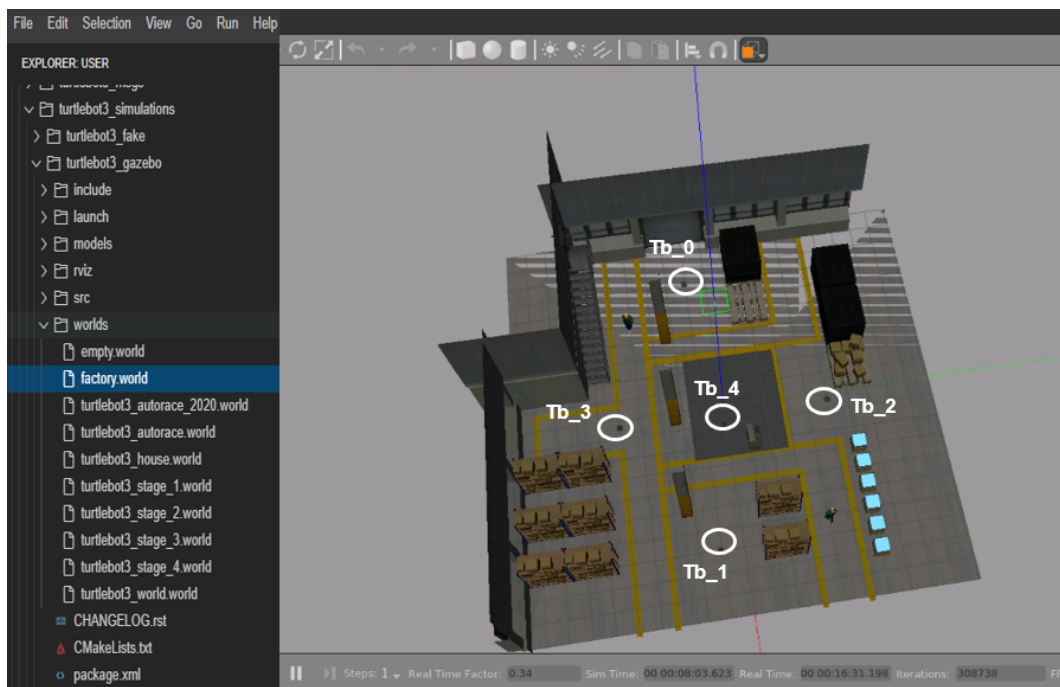 File Edit Selection View Go Run Help
EXPLORER: USER
turtlebot3_msgs
turtlebot3_simulations
turtlebot3_fake
turtlebot3_gazebo
include
launch
models
rviz
src
worlds
empty.world
factory.world
turtlebot3_autorace_2020.world
turtlebot3_autorace.world
turtlebot3_house.world
turtlebot3_stage_1.world
turtlebot3_stage_2.world
turtlebot3_stage_3.world
turtlebot3_stage_4.world
turtlebot3_world.world
CHANGELOG.rst
CMakeLists.txt
package.xml
Tb_0
Tb_4
Tb_3
Tb_2
Tb_1
Steps: 1 Real Time Factor: 0.34 Sim Time: 00 00:08:03.623 Real Time: 00 00:16:31.198 Iterations: 308738